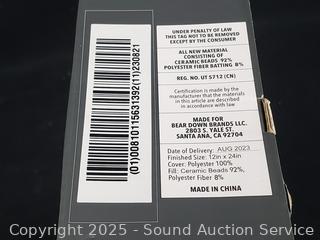 (01)00810115631392(11)230821
UNDER PENALTY OF LAW
THIS TAG NOT TO BE REMOVED
EXCEPT BY THE CONSUMER
ALL NEW MATERIAL
CONSISTING OF
CERAMIC BEADS 92%
POLYESTER FIBER BATTING 8%
REG. NO. UT 5712 (CN)
Certification is made by the
manufacturer that the materials
in this article are described
in accordance with law
MADE FOR
BEAR DOWN BRANDS LLC.
2803 S. YALE ST.
SANTA ANA, CA 92704
Date of Delivery: AUG 2023
Finished Size: 12in x 24in
Cover: Polyester 100%
Fill: Ceramic Beads 92%,
Polyester Fiber 8%
MADE IN CHINA
Copyright 2025 - Sound Auction Service